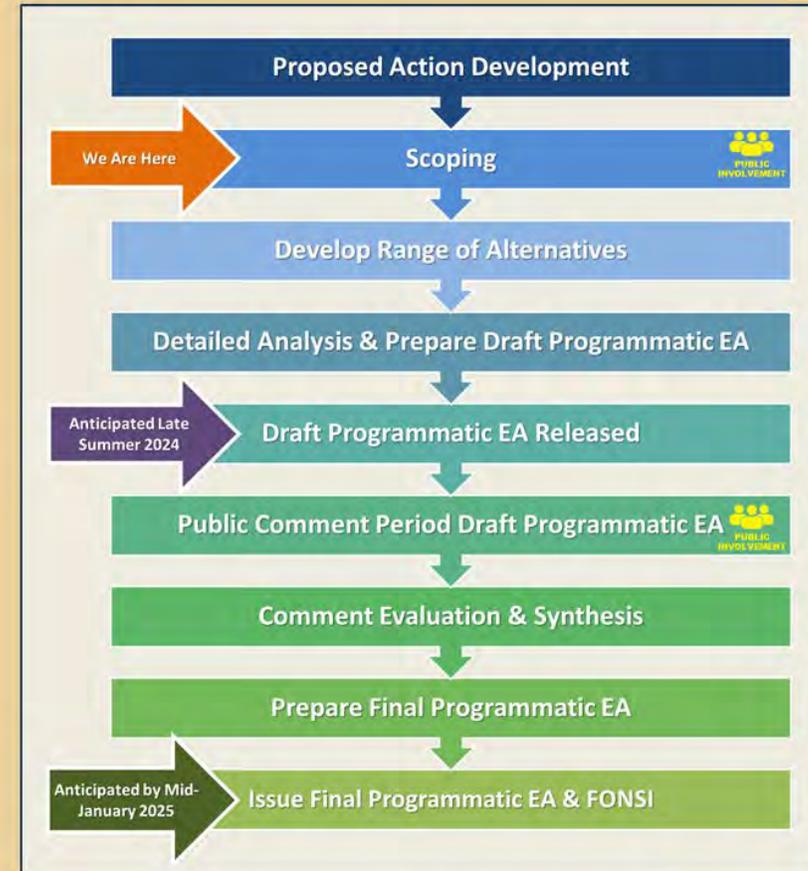 Proposed Action Development
We Are Here
Scoping
PUBLIC
INVOLVEMENT
Develop Range of Alternatives
Detailed Analysis & Prepare Draft Programmatic EA
Anticipated Late
Summer 2024
Draft Programmatic EA Released
Public Comment Period Draft Programmatic EA
PUBLIC
INVOLVEMENT
Comment Evaluation & Synthesis
Prepare Final Programmatic EA
Anticipated by Mid-
January 2025
Issue Final Programmatic EA & FONSI